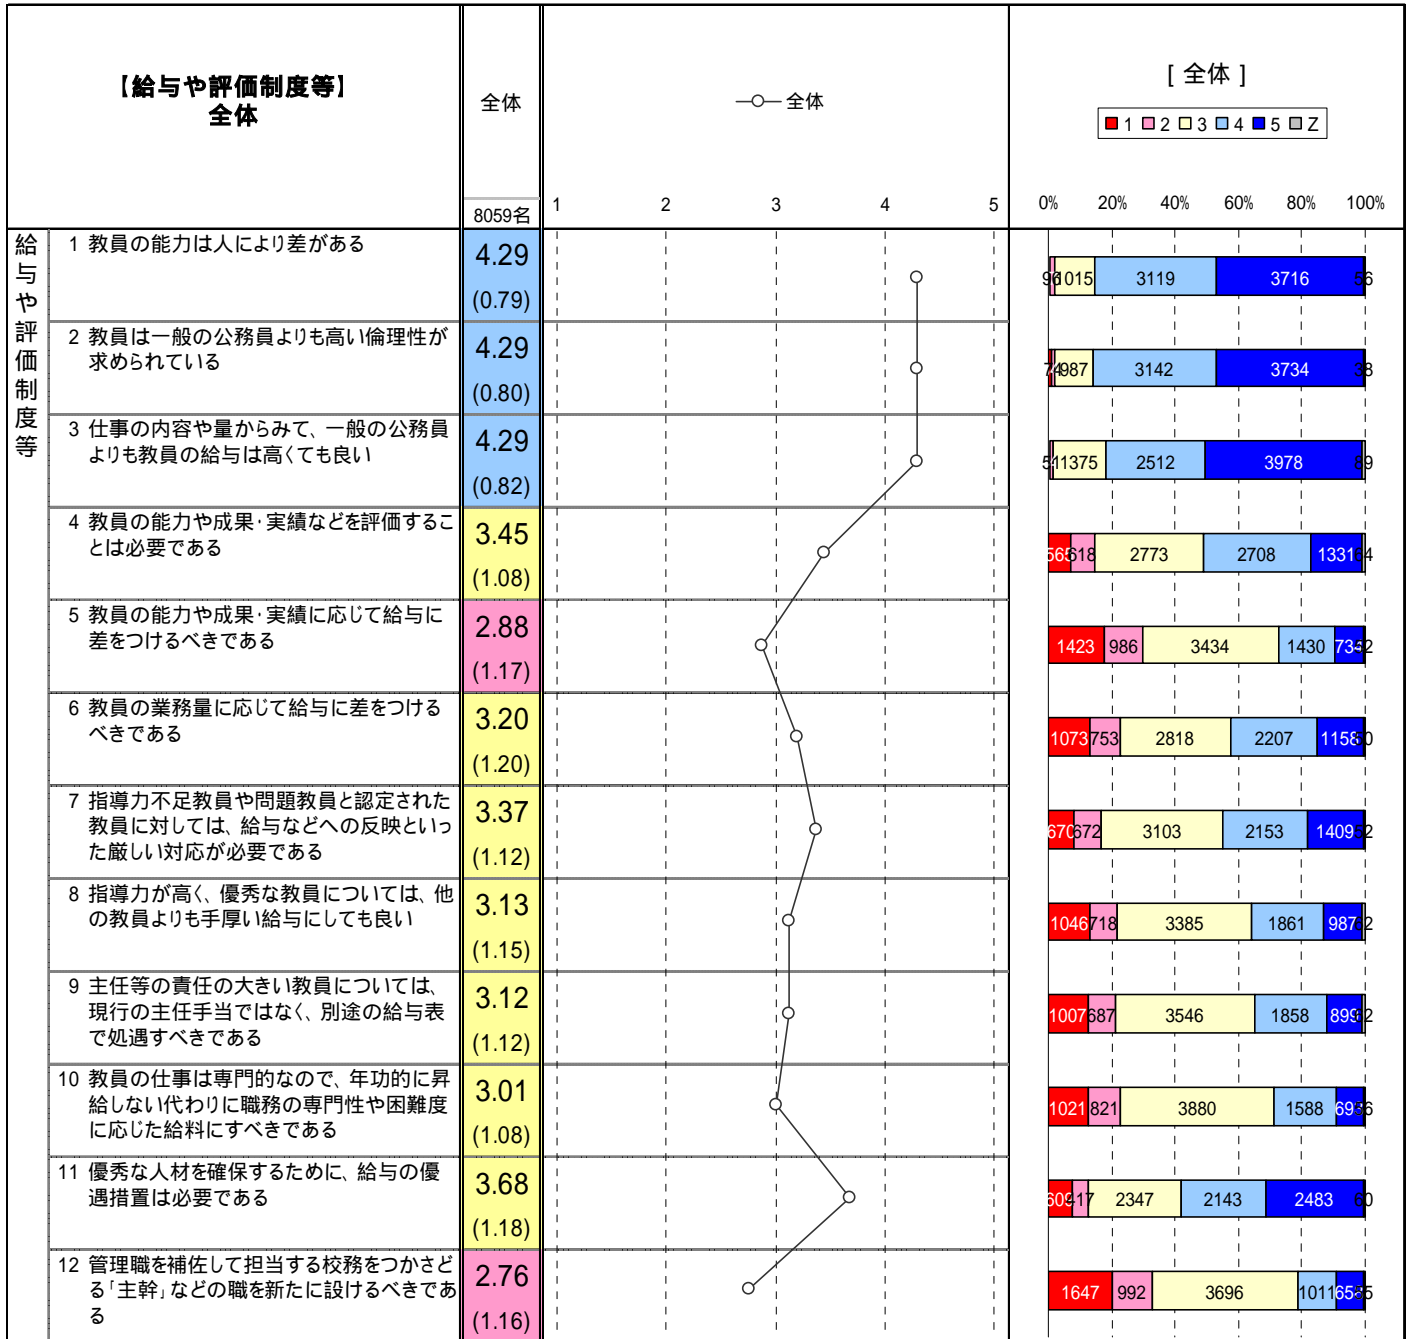 【給与や評価制度等】
全体
全体
8059名
全体
1 2 3 4 5
[ 全体 ]
1 2 3 4 5 Z
0% 20% 40% 60% 80% 100%
給与や評価制度等
1 教員の能力は人により差がある
4.29
(0.79)
96 1015 3119 3716 56
2 教員は一般の公務員よりも高い倫理性が
求められている
4.29
(0.80)
74 987 3142 3734 38
3 仕事の内容や量からみて、一般の公務員
よりも教員の給与は高くても良い
4.29
(0.82)
1375 2512 3978 89
4 教員の能力や成果・実績などを評価するこ
とは必要である
3.45
(1.08)
565 618 2773 2708 1331 64
5 教員の能力や成果・実績に応じて給与に
差をつけるべきである
2.88
(1.17)
1423 986 3434 1430 734
6 教員の業務量に応じて給与に差をつける
べきである
3.20
(1.20)
1073 753 2818 2207 1158
7 指導力不足教員や問題教員と認定された
教員に対しては、給与などへの反映といっ
た厳しい対応が必要である
3.37
(1.12)
670 672 3103 2153 1409
8 指導力が高く、優秀な教員については、他
の教員よりも手厚い給与にしても良い
3.13
(1.15)
1046 718 3385 1861 987 62
9 主任等の責任の大きい教員については、
現行の主任手当ではなく、別途の給与表
で処遇すべきである
3.12
(1.12)
1007 687 3546 1858 899 62
10 教員の仕事は専門的なので、年功的に昇
給しない代わりに職務の専門性や困難度
に応じた給料にすべきである
3.01
(1.08)
1021 821 3880 1588
11 優秀な人材を確保するために、給与の優
遇措置は必要である
3.68
(1.18)
609 417 2347 2143 2483 60
12 管理職を補佐して担当する校務をつかさど
る「主幹」などの職を新たに設けるべきであ
る
2.76
(1.16)
1647 992 3696 1011